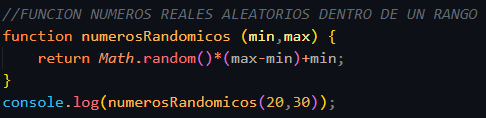 //FUNCION NUMEROS REALES ALEATORIOS DENTRO DE UN RANGO
function numerosRandomicos (min,max) {
    return Math.random()*(max-min)+min;
}
console.log(numerosRandomicos(20,30));